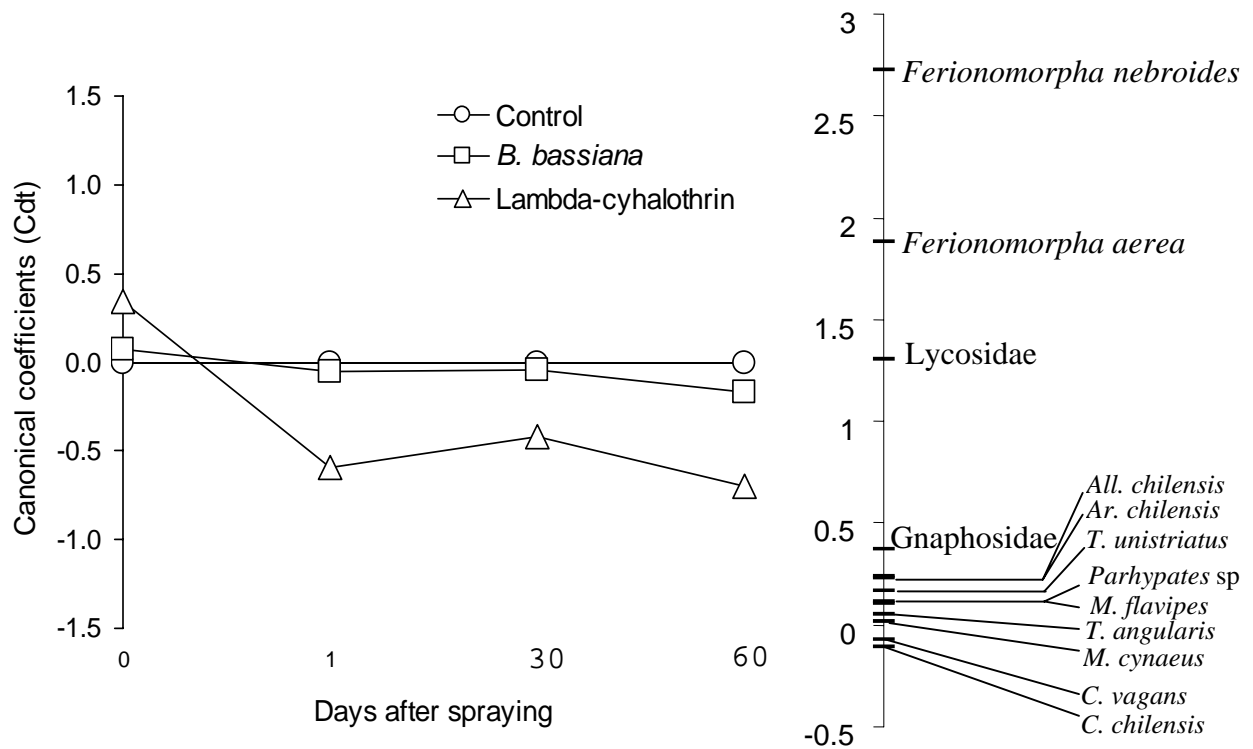 1.5
1.0
0.5
0.0
-0.5
-1.0
-1.5
Canonical coefficients (Cdt)
Control
B. bassiana
Lambda-cyhalothrin
0 1 30 60
Days after spraying
3
2.5
2
1.5
1
0.5
0
-0.5
Ferionomorpha nebroides
Ferionomorpha aerea
Lycosidae
Gnaphosidae
All. chilensis
Ar. chilensis
T. unistriatus
Parhypates sp
M. flavipes
T. angularis
M. cynaeus
C. vagans
C. chilensis